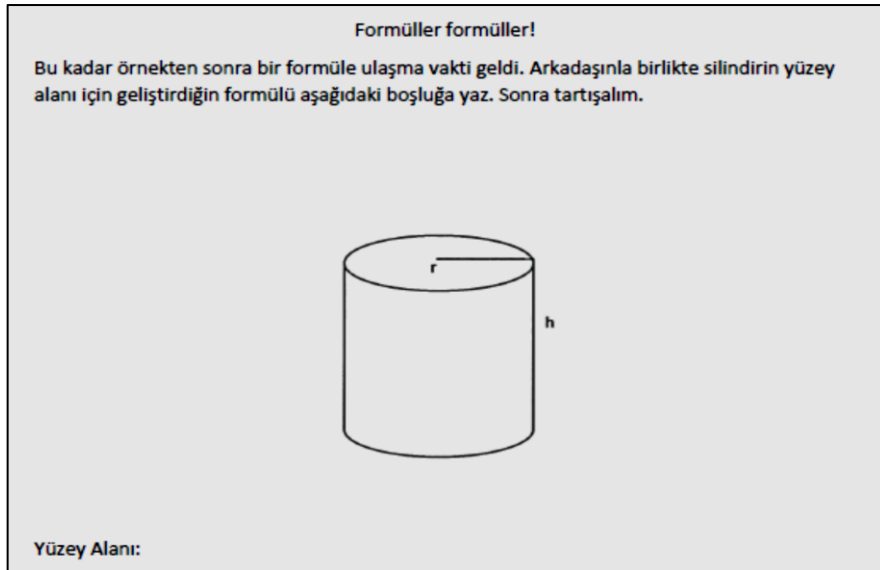 Formüller formüller!
Bu kadar örnekten sonra bir formüle ulaşma vakti geldi. Arkadaşınla birlikte silindirin yüzey
alanı için geliştirdiğin formülü aşağıdaki boşluğa yaz. Sonra tartışalım.
r
h
Yüzey Alanı: